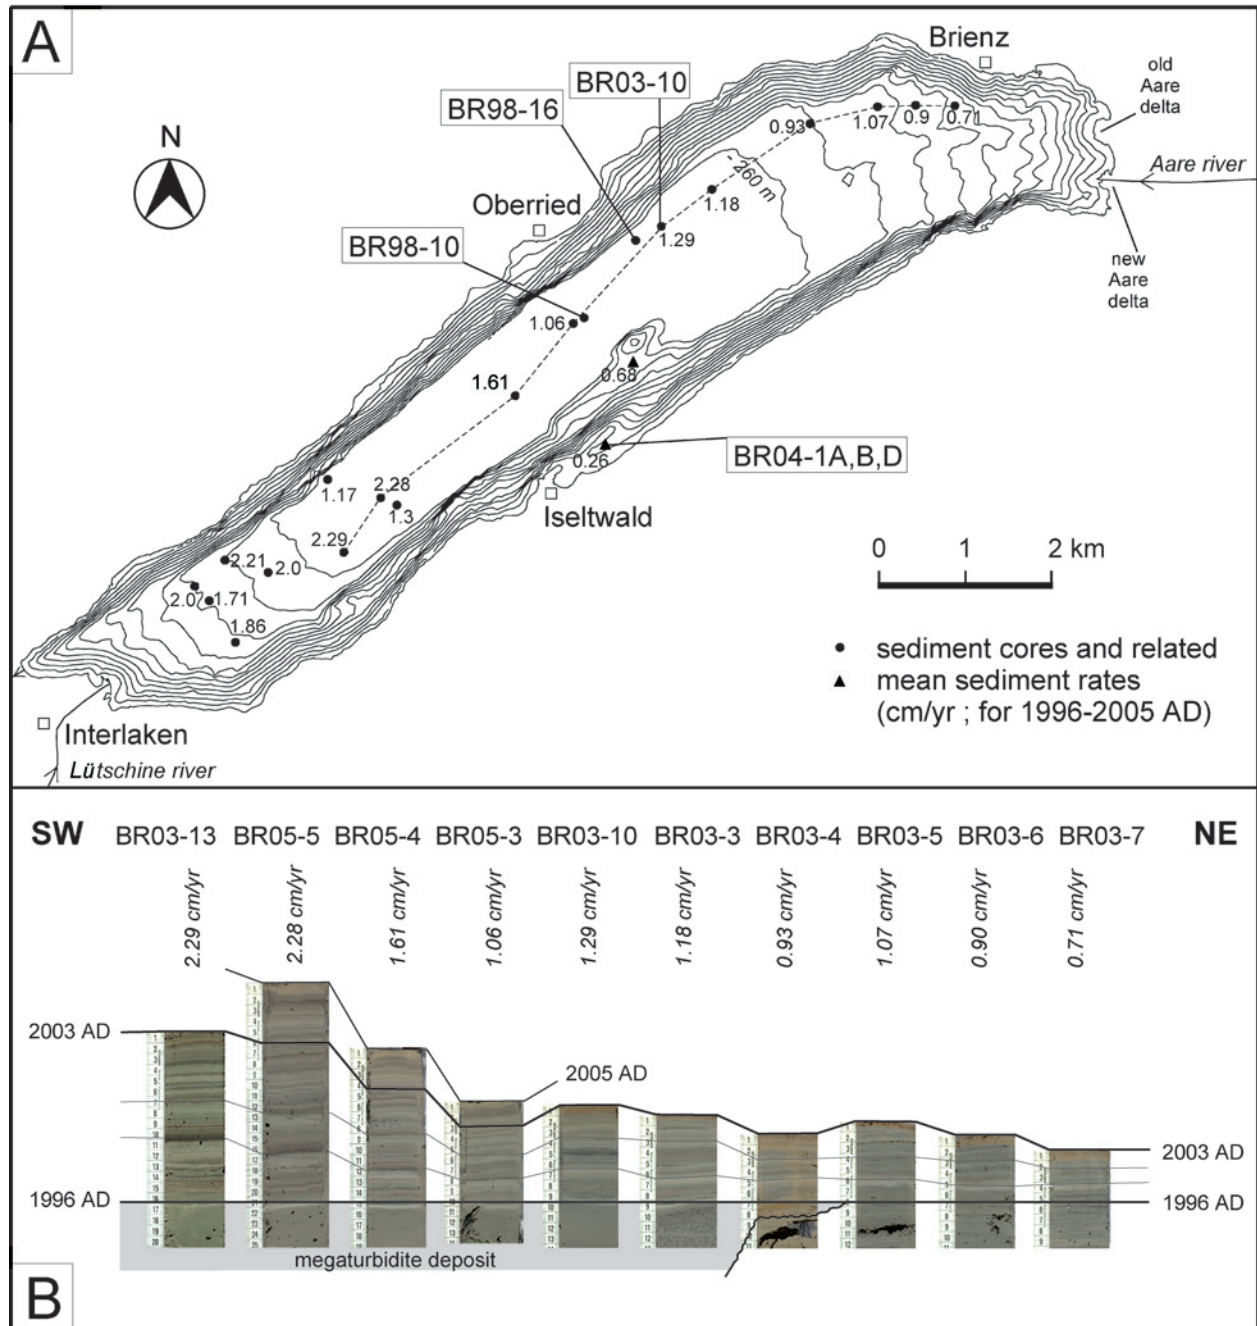 A
N
Brienz
old
Aare
delta
Aare river
new
Aare
delta
BR03-10
BR98-16
Oberried
BR98-10
0.93
1.07
0.9
0.71
- 260 m
1.18
1.29
1.06
1.61
0.68
0.26
BR04-1A,B,D
Iseltwald
1.17
2.28
1.3
2.29
2.21
2.0
2.07
1.71
1.86
Interlaken
Lütschine river
0 1 2 km
sediment cores and related
mean sediment rates
(cm/yr ; for 1996-2005 AD)
SW BR03-13 BR05-5 BR05-4 BR05-3 BR03-10 BR03-3 BR03-4 BR03-5 BR03-6 BR03-7 NE
2.29 cm/yr 2.28 cm/yr 1.61 cm/yr 1.06 cm/yr 1.29 cm/yr 1.18 cm/yr 0.93 cm/yr 1.07 cm/yr 0.90 cm/yr 0.71 cm/yr
2003 AD
2005 AD
2003 AD
1996 AD
1996 AD
megaturbidite deposit
B